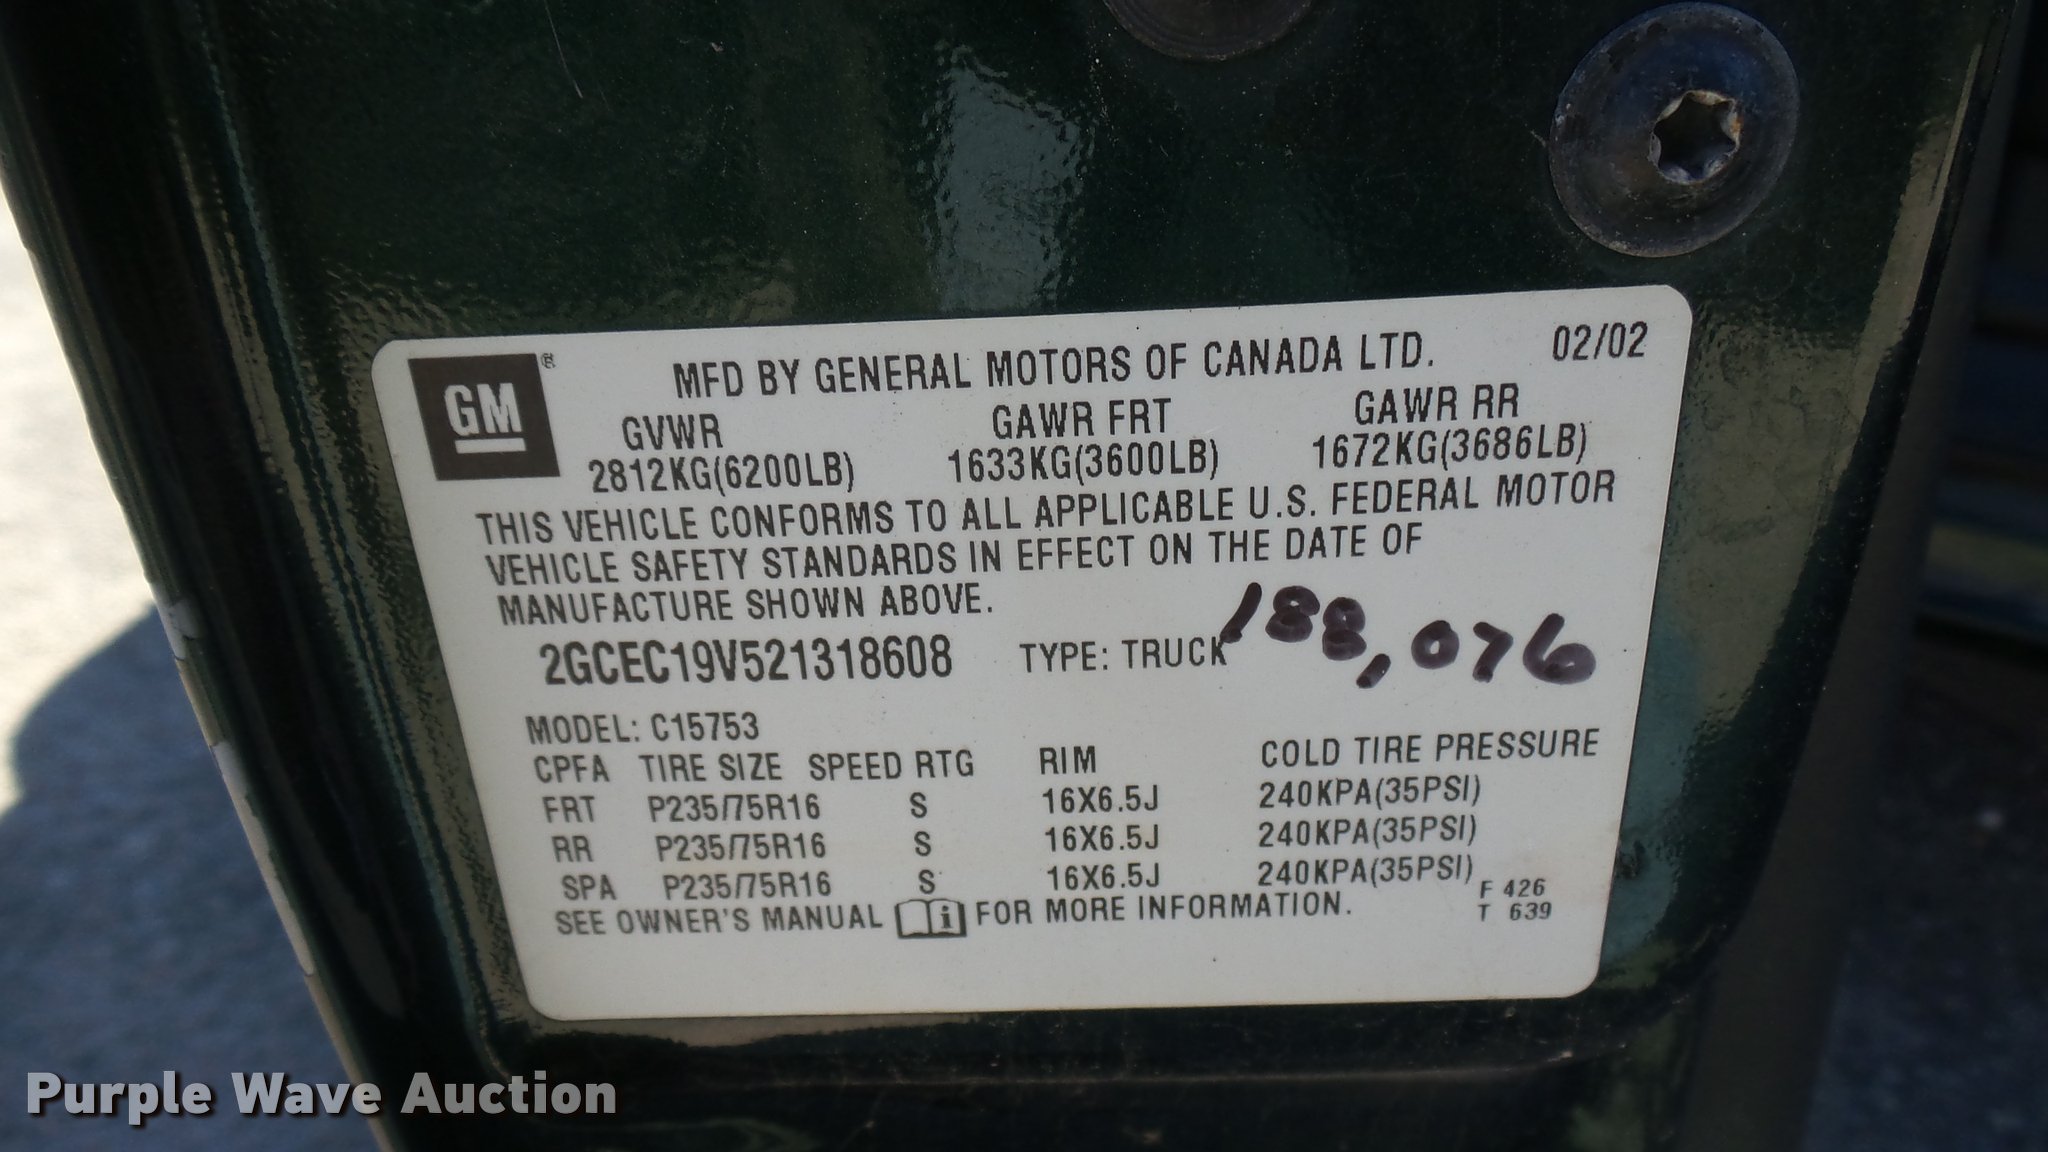 GM ®
MFD BY GENERAL MOTORS OF CANADA LTD. 02/02
GVWR GAWR FRT GAWR RR
2812KG(6200LB) 1633KG(3600LB) 1672KG(3686LB)
THIS VEHICLE CONFORMS TO ALL APPLICABLE U.S. FEDERAL MOTOR
VEHICLE SAFETY STANDARDS IN EFFECT ON THE DATE OF
MANUFACTURE SHOWN ABOVE.
2GCEC19V521318608 TYPE: TRUCK 188,076
MODEL: C15753
CPFA TIRE SIZE SPEED RTG RIM COLD TIRE PRESSURE
FRT P235/75R16 S 16X6.5J 240KPA(35PSI)
RR P235/75R16 S 16X6.5J 240KPA(35PSI)
SPA P235/75R16 S 16X6.5J 240KPA(35PSI)
SEE OWNER'S MANUAL i FOR MORE INFORMATION.
F 426
T 639
Purple Wave Auction